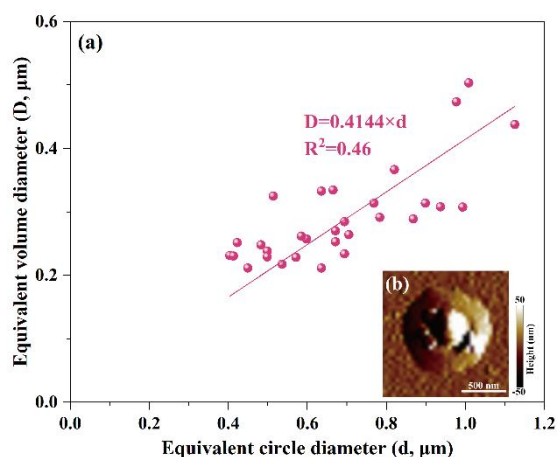 0.6
(a)
Equivalent volume diameter (D, μm)
D=0.4144×d
R²=0.46
0.4
0.2
(b)
50
Height (nm)
500 nm
-50
0.0
0.0 0.2 0.4 0.6 0.8 1.0 1.2
Equivalent circle diameter (d, μm)